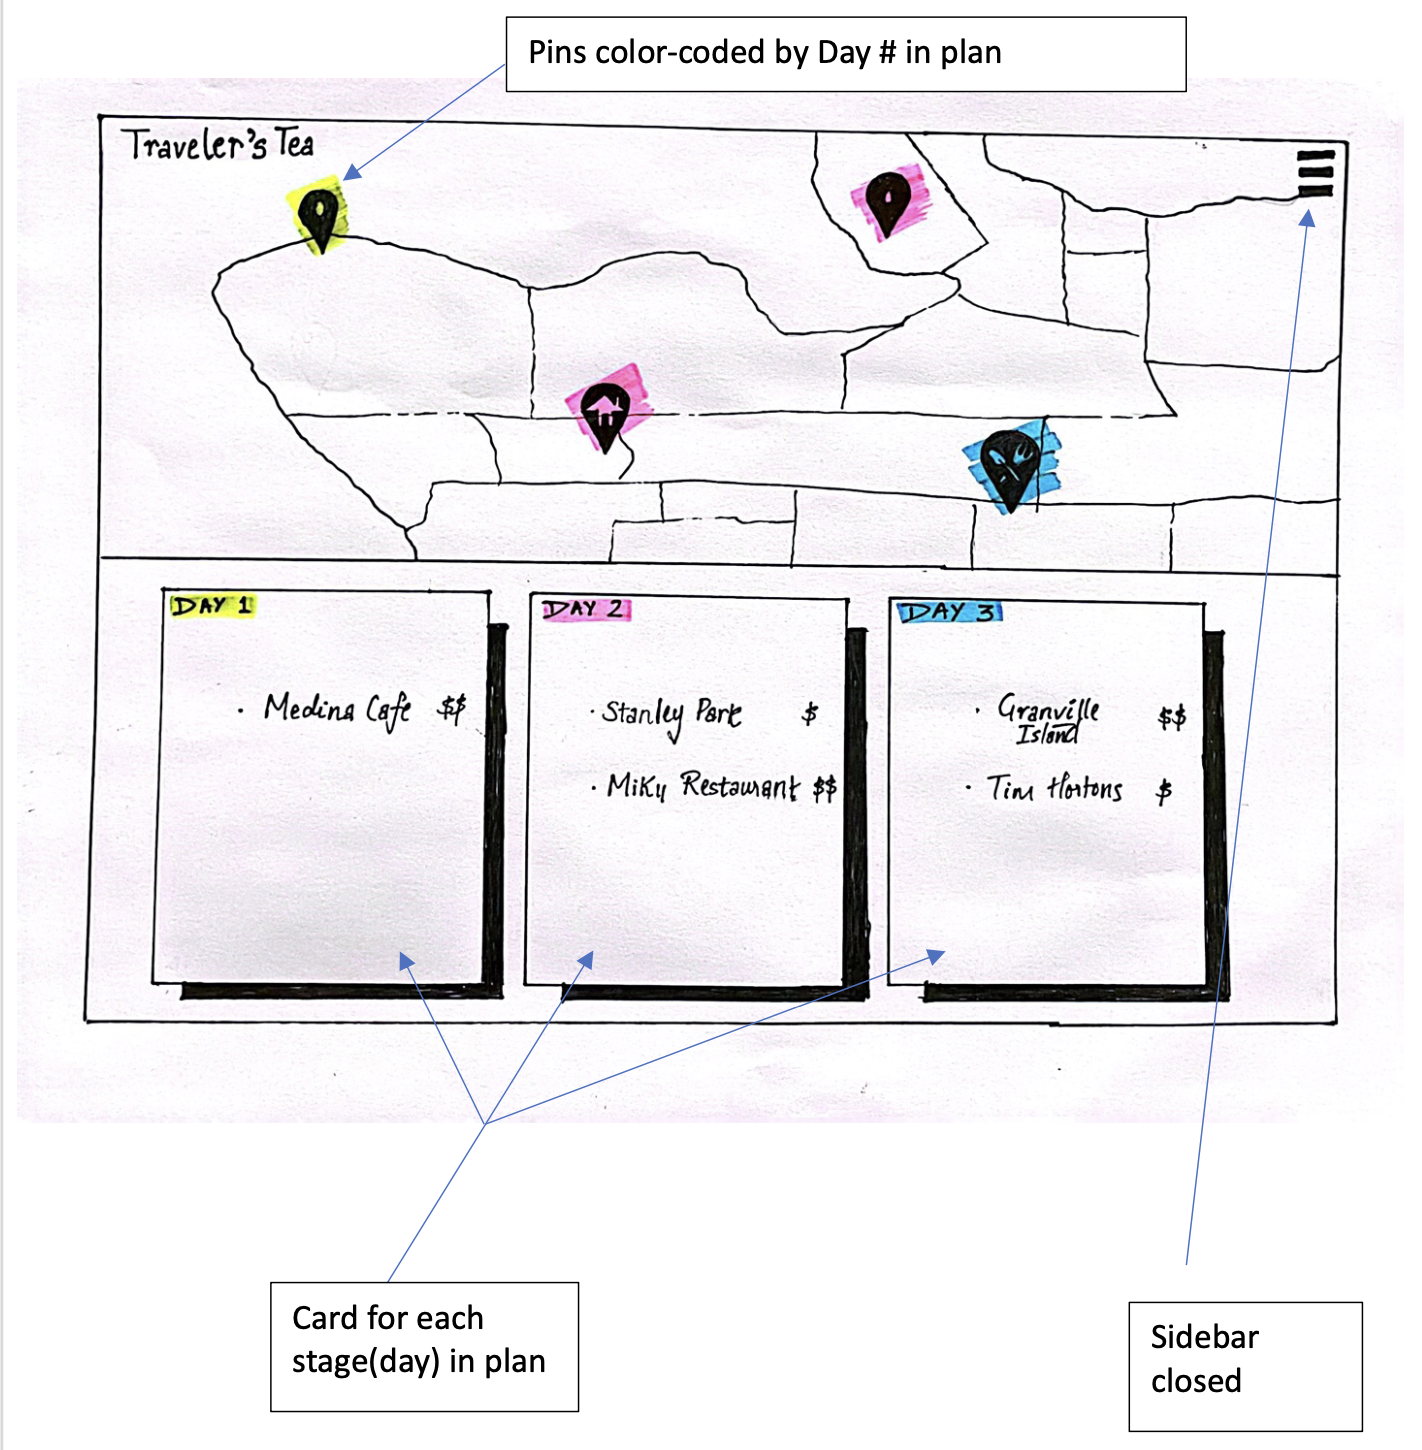 Pins color-coded by Day # in plan
Traveler's Tea
DAY 1
· Medina Cafe $$
DAY 2
· Stanley Park $
· Miky Restaurant $$
DAY 3
· Granville $$
Island
· Tim Hortons $
Card for each
stage(day) in plan
Sidebar
closed